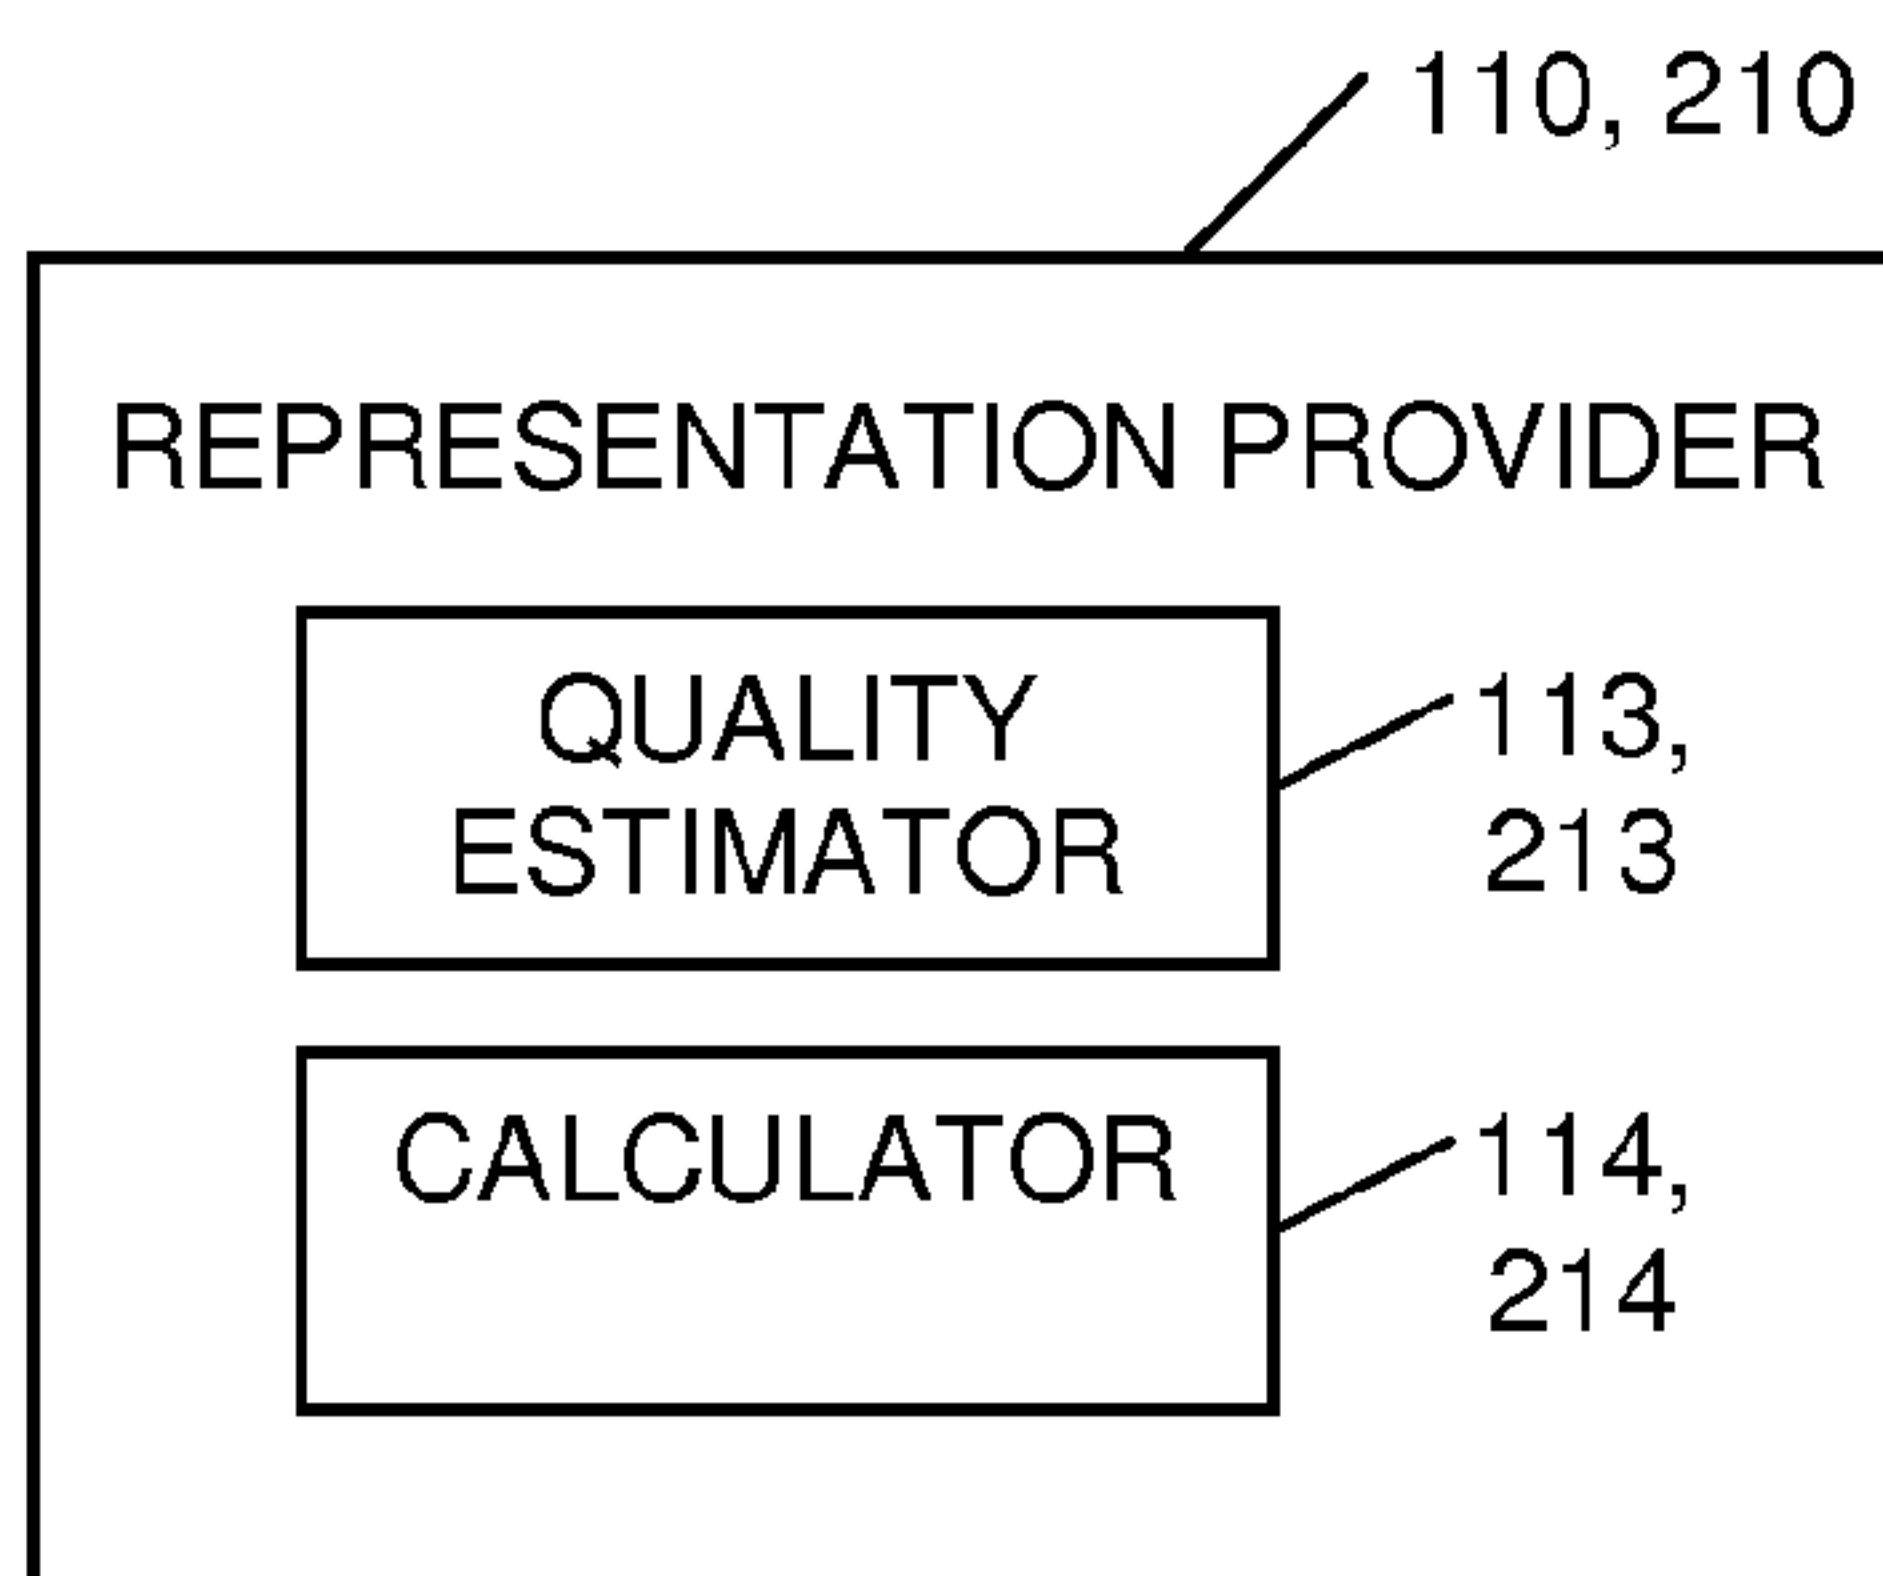 110, 210
REPRESENTATION PROVIDER
QUALITY
ESTIMATOR
113,
213
CALCULATOR
114,
214